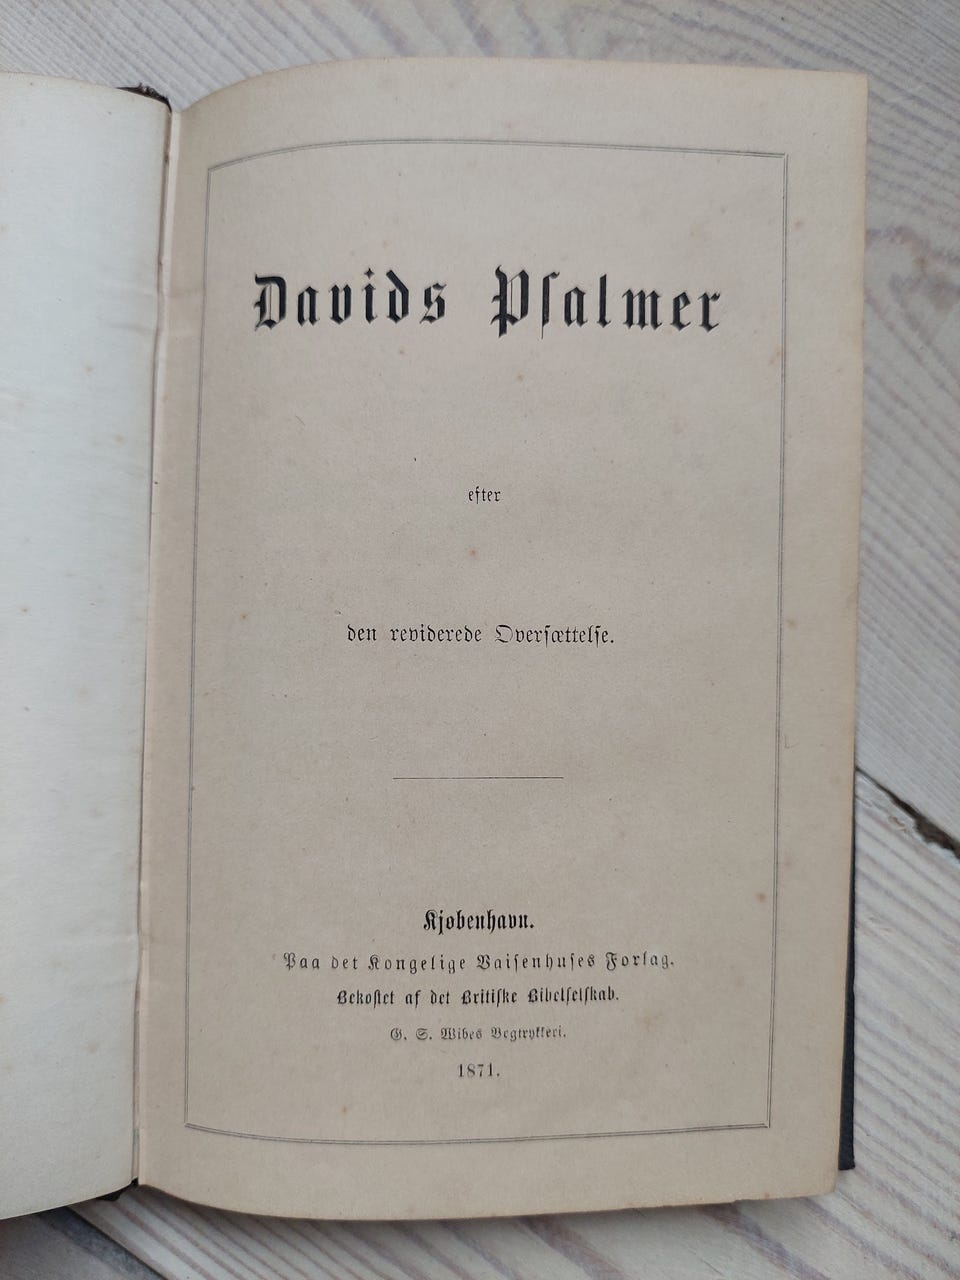 Davids Pſalmer
efter
den reviderede Overſættelſe.
Kjobenhavn.
Paa det Kongelige Vaiſenhuſes Forlag.
Bekoſtet af det Britiſke Bibelſelſkab.
G. S. Wibes Bogtrykkeri.
1871.